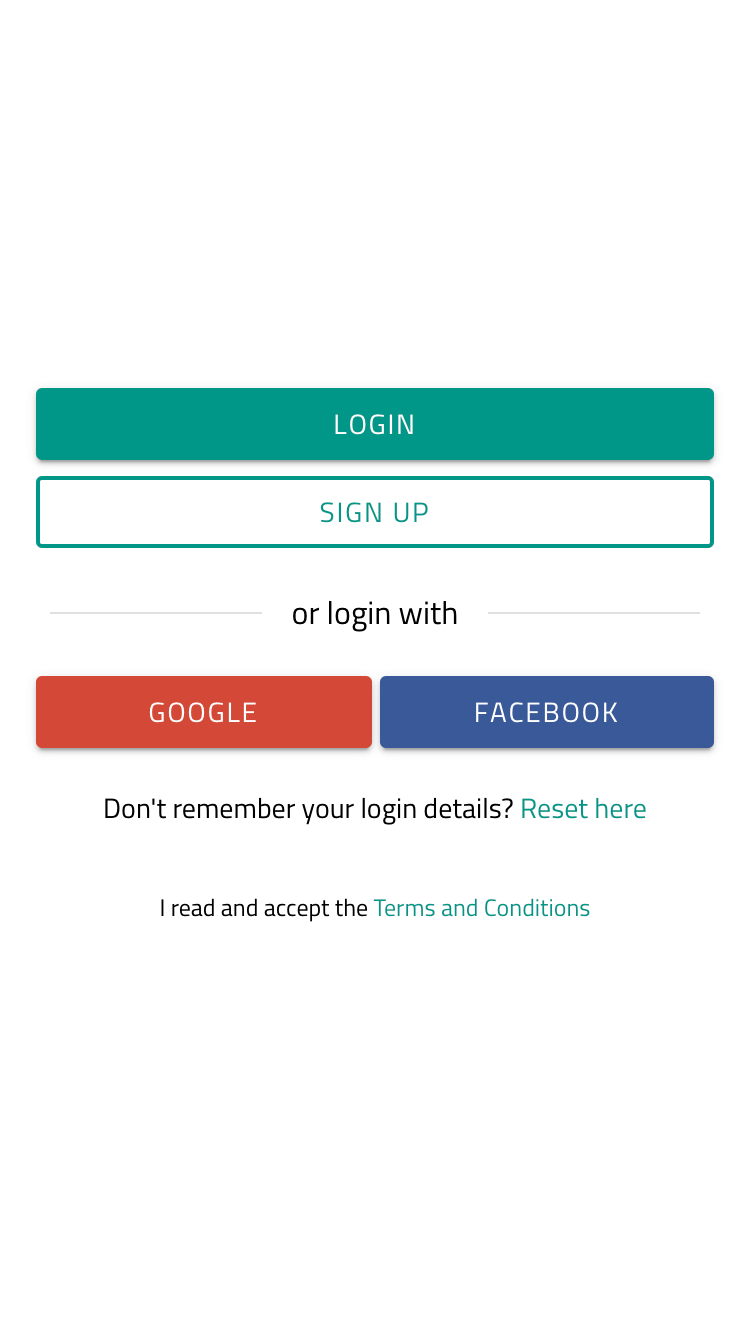 LOGIN
SIGN UP
or login with
GOOGLE
FACEBOOK
Don't remember your login details? Reset here
I read and accept the Terms and Conditions